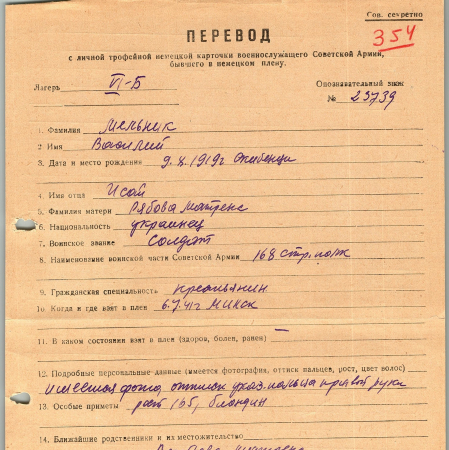 Сов. секретно
354
ПЕРЕВОД
с личной трофейной немецкой карточки военнослужащего Советской Армии,
бывшего в немецком плену.
Лагерь VI-Б
Опознавательный знак
№ 23739
1. Фамилия Мельник
2 Имя Василий
3. Дата и место рождения 9.X.1919г
4. Имя отца Исай
5. Фамилия матери Рябова Матрена
6. Национальность украинец
7. Воинское звание Солдат
8. Наименование воинской части Советской Армии 168 стр.полк
9. Гражданская специальность крестьянин
10. Когда и где взят в плен 6.7.41г Минск
11. В каком состоянии взят в плен (здоров, болен, ранен) —
12. Подробные персональные данные (имеется фотография, оттиск пальцев, рост, цвет волос)
имеется фото, оттиск указ. пальца правой руки
13. Особые приметы рост 165, блондин
14. Ближайшие родственники и их местожительство